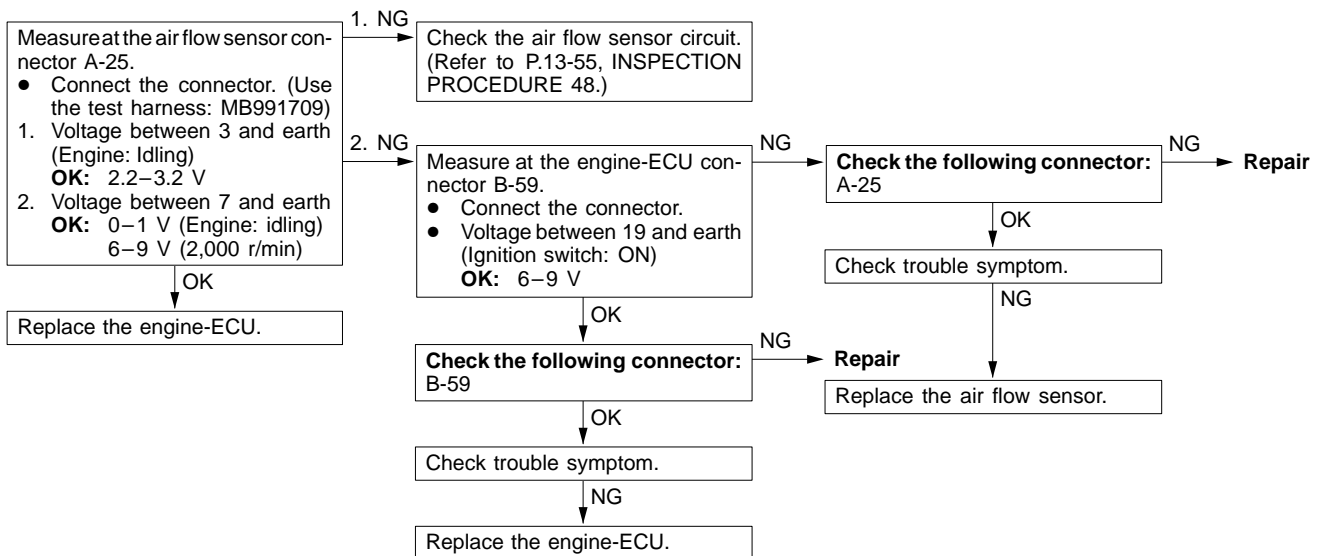 Measure at the air flow sensor con-
nector A-25.
● Connect the connector. (Use
the test harness: MB991709)
1. Voltage between 3 and earth
(Engine: Idling)
OK: 2.2–3.2 V
2. Voltage between 7 and earth
OK: 0–1 V (Engine: idling)
6–9 V (2,000 r/min)
OK
Replace the engine-ECU.
1. NG
Check the air flow sensor circuit.
(Refer to P.13-55, INSPECTION
PROCEDURE 48.)
2. NG
Measure at the engine-ECU con-
nector B-59.
● Connect the connector.
● Voltage between 19 and earth
(Ignition switch: ON)
OK: 6–9 V
OK
Check the following connector:
B-59
NG
Repair
OK
Check trouble symptom.
NG
Replace the engine-ECU.
NG
Check the following connector:
A-25
NG
Repair
OK
Check trouble symptom.
NG
Replace the air flow sensor.